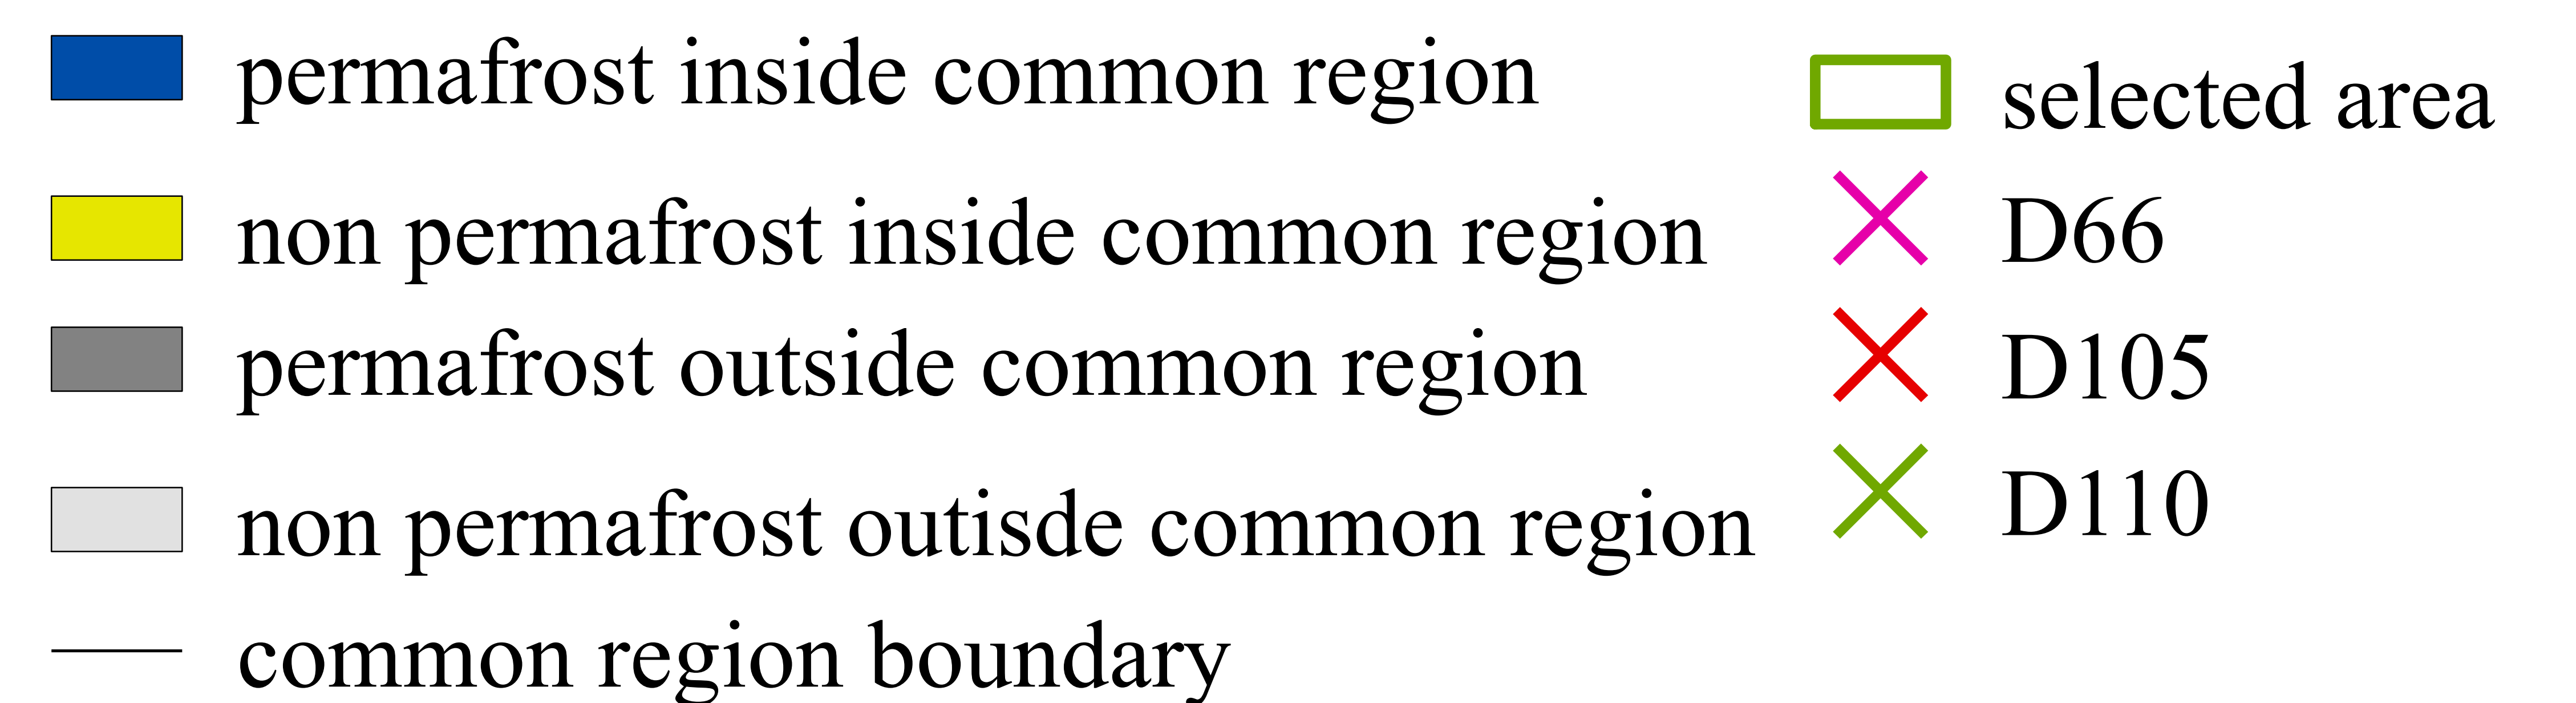 permafrost inside common region
non permafrost inside common region
permafrost outside common region
non permafrost outisde common region
common region boundary
selected area
D66
D105
D110